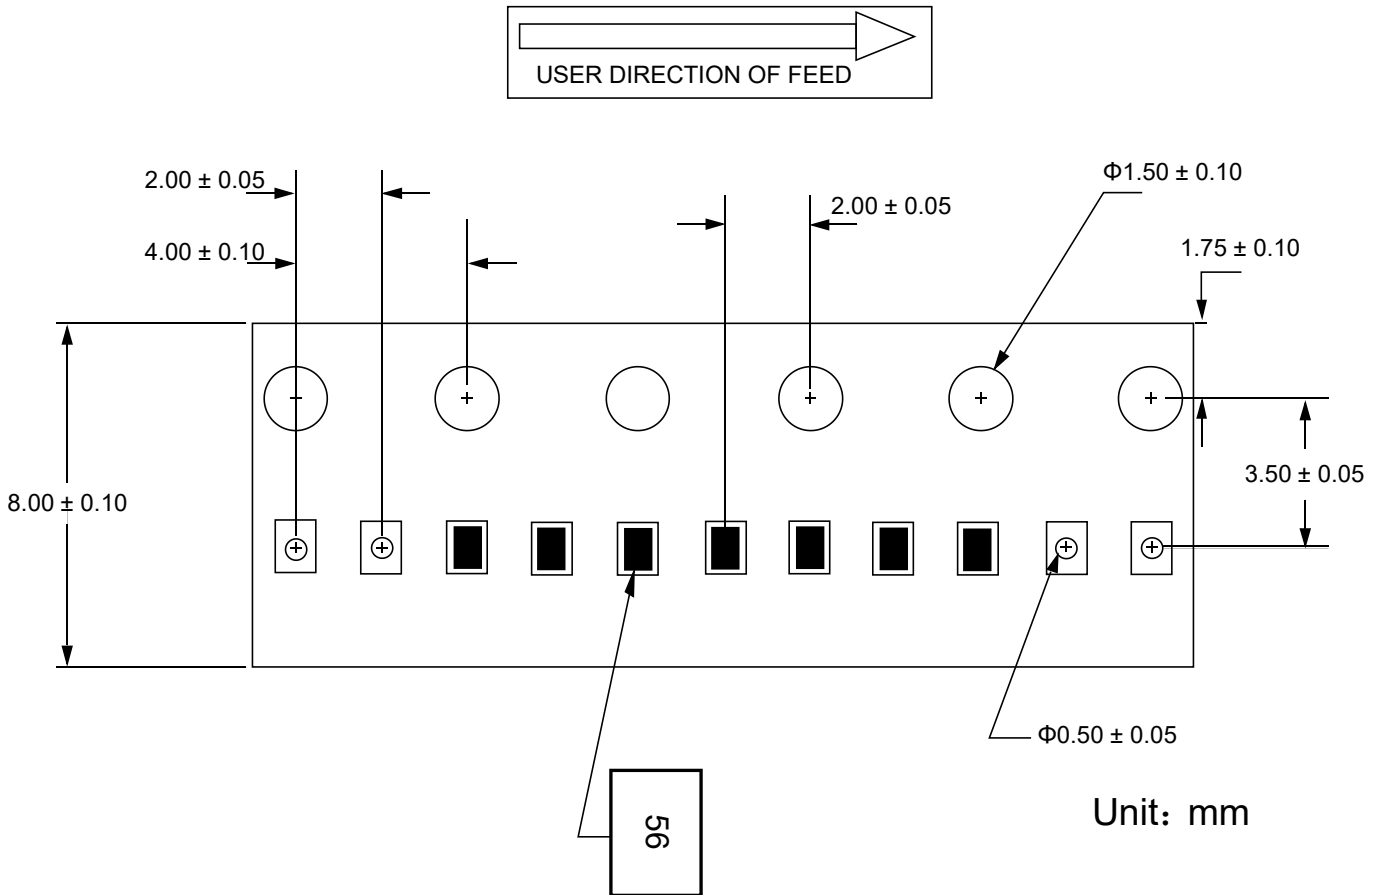 USER DIRECTION OF FEED
2.00 ± 0.05
Φ1.50 ± 0.10
2.00 ± 0.05
4.00 ± 0.10
1.75 ± 0.10
8.00 ± 0.10
3.50 ± 0.05
Φ0.50 ± 0.05
Unit: mm
56